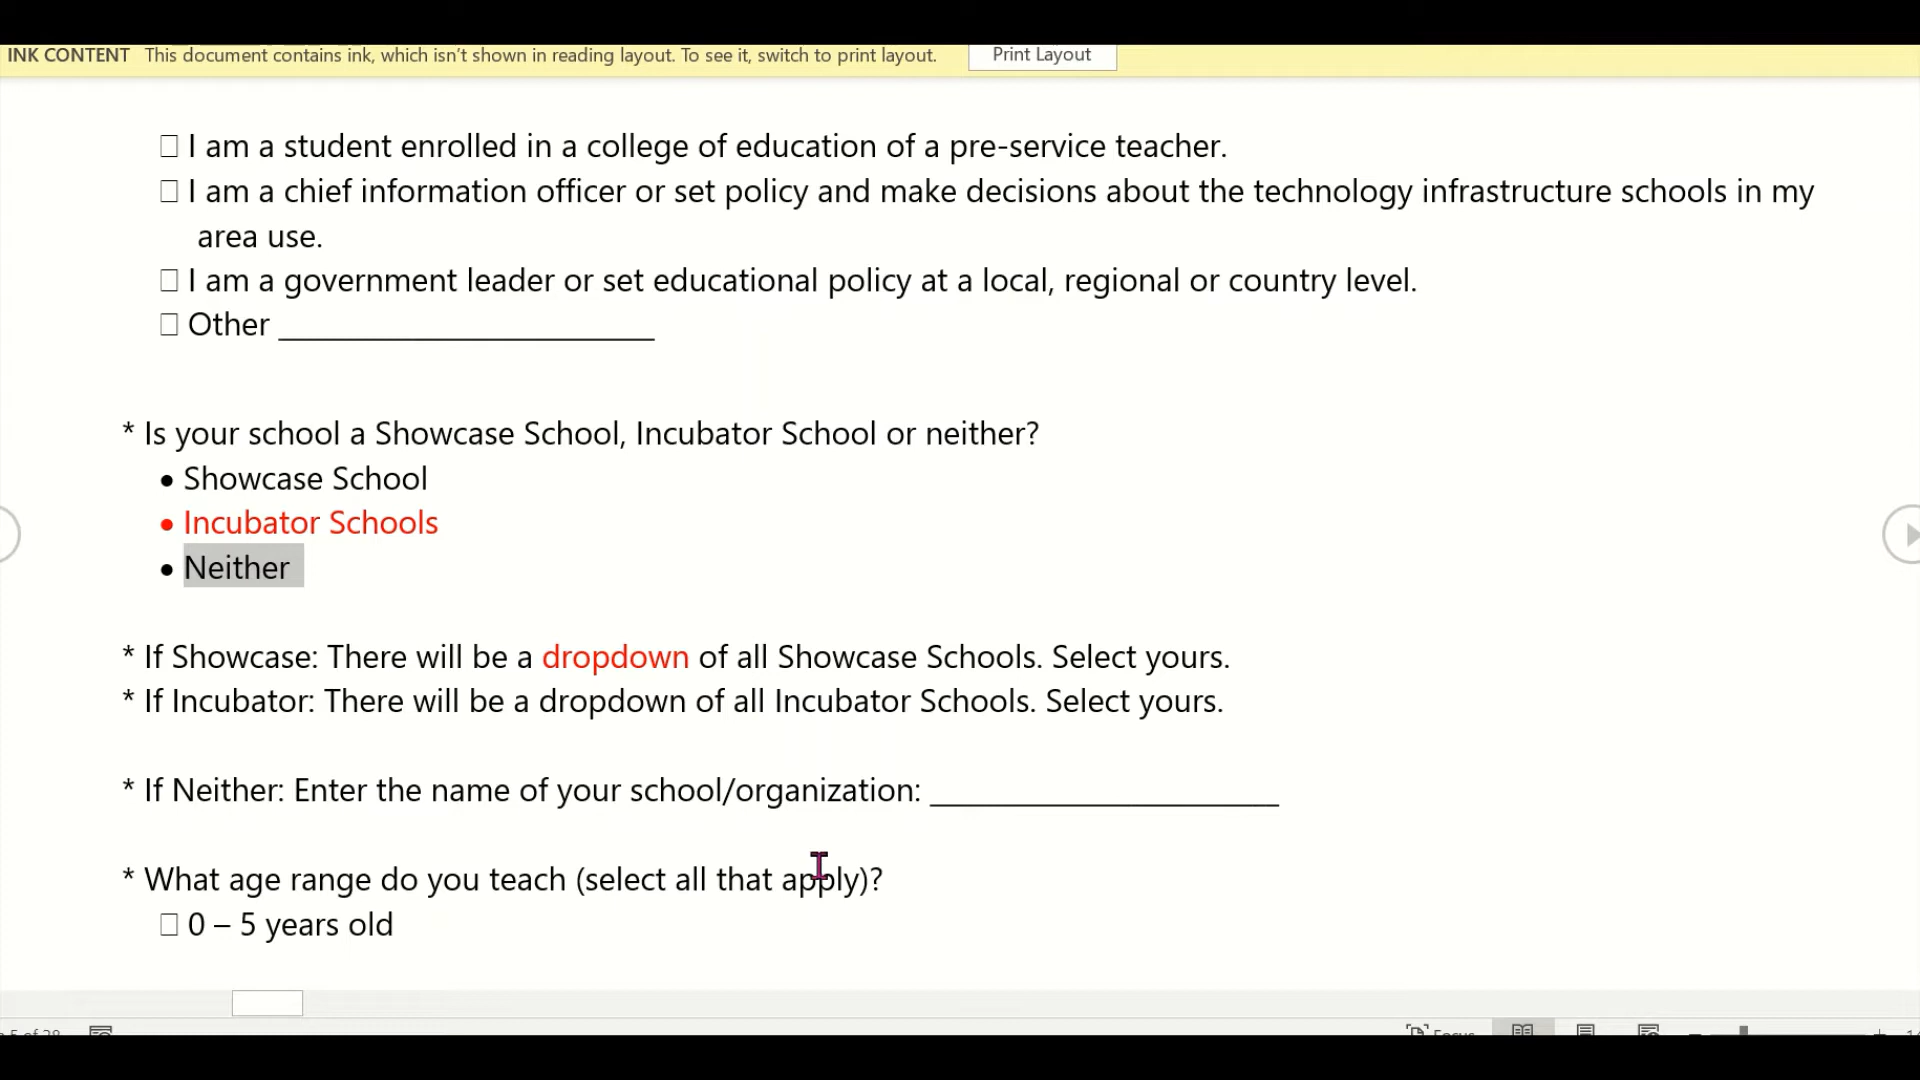 INK CONTENT This document contains ink, which isn't shown in reading layout. To see it, switch to print layout. Print Layout
I am a student enrolled in a college of education of a pre-service teacher.
I am a chief information officer or set policy and make decisions about the technology infrastructure schools in my
area use.
I am a government leader or set educational policy at a local, regional or country level.
Other ____________________
* Is your school a Showcase School, Incubator School or neither?
• Showcase School
• Incubator Schools
• Neither
* If Showcase: There will be a dropdown of all Showcase Schools. Select yours.
* If Incubator: There will be a dropdown of all Incubator Schools. Select yours.
* If Neither: Enter the name of your school/organization: ____________________
* What age range do you teach (select all that apply)?
0 – 5 years old